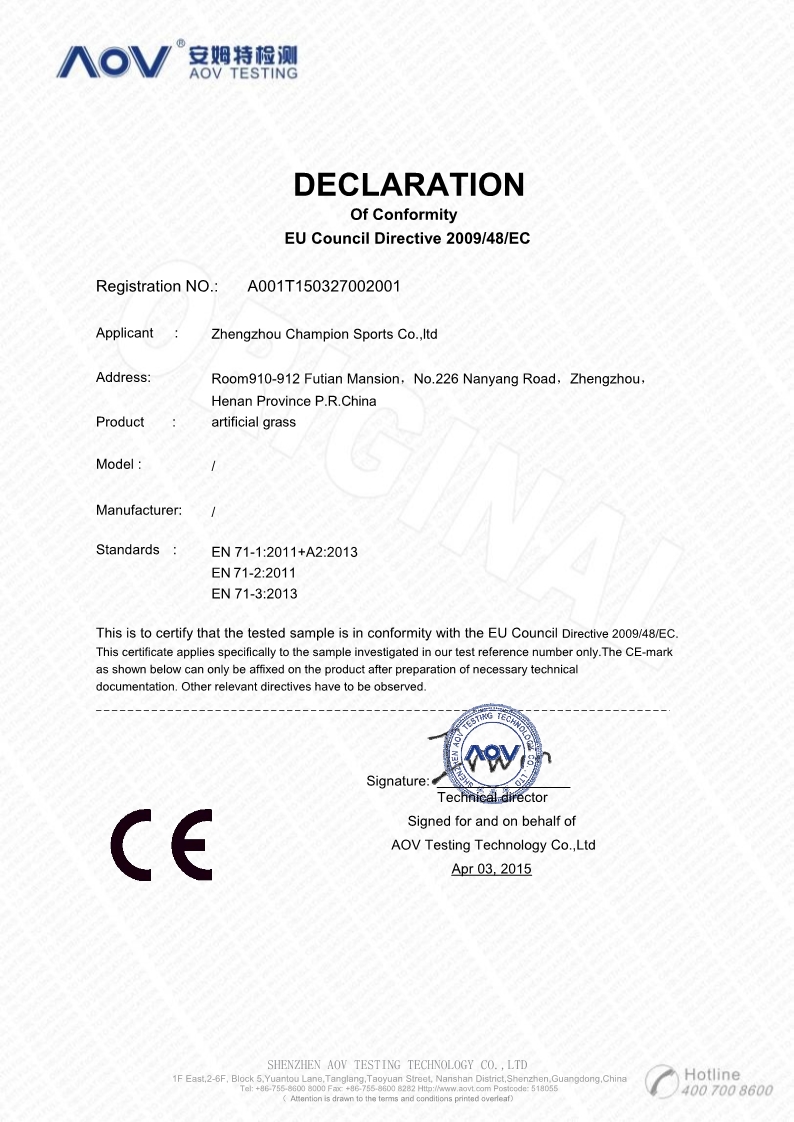 AOV ® 安姆特检测
AOV TESTING
DECLARATION
Of Conformity
EU Council Directive 2009/48/EC
Registration NO.: A001T150327002001
Applicant : Zhengzhou Champion Sports Co.,ltd
Address: Room910-912 Futian Mansion，No.226 Nanyang Road，Zhengzhou，
Henan Province P.R.China
Product : artificial grass
Model : /
Manufacturer: /
Standards : EN 71-1:2011+A2:2013
EN 71-2:2011
EN 71-3:2013
ORIGINAL
This is to certify that the tested sample is in conformity with the EU Council Directive 2009/48/EC.
This certificate applies specifically to the sample investigated in our test reference number only.The CE-mark
as shown below can only be affixed on the product after preparation of necessary technical
documentation. Other relevant directives have to be observed.
SHENZHEN AOV TESTING TECHNOLOGY CO.,LTD
AOV
Signature:
Technical director
Signed for and on behalf of
AOV Testing Technology Co.,Ltd
Apr 03, 2015
CE
SHENZHEN AOV TESTING TECHNOLOGY CO.,LTD
1F East,2-6F, Block 5,Yuantou Lane,Tanglang,Taoyuan Street, Nanshan District,Shenzhen,Guangdong,China
Tel: +86-755-8600 8000 Fax: +86-755-8600 8282 Http://www.aovt.com Postcode: 518055
（ Attention is drawn to the terms and conditions printed overleaf）
Hotline
400 700 8600